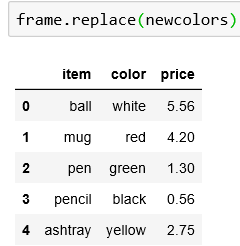 frame.replace(newcolors)
item color price
0 ball white 5.56
1 mug red 4.20
2 pen green 1.30
3 pencil black 0.56
4 ashtray yellow 2.75